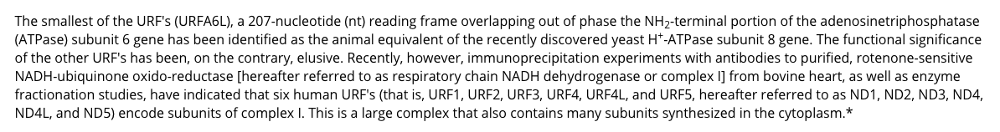 The smallest of the URF's (URFA6L), a 207-nucleotide (nt) reading frame overlapping out of phase the NH₂-terminal portion of the adenosinetriphosphatase
(ATPase) subunit 6 gene has been identified as the animal equivalent of the recently discovered yeast H⁺-ATPase subunit 8 gene. The functional significance
of the other URF's has been, on the contrary, elusive. Recently, however, immunoprecipitation experiments with antibodies to purified, rotenone-sensitive
NADH-ubiquinone oxido-reductase [hereafter referred to as respiratory chain NADH dehydrogenase or complex I] from bovine heart, as well as enzyme
fractionation studies, have indicated that six human URF's (that is, URF1, URF2, URF3, URF4, URF4L, and URF5, hereafter referred to as ND1, ND2, ND3, ND4,
ND4L, and ND5) encode subunits of complex I. This is a large complex that also contains many subunits synthesized in the cytoplasm.*